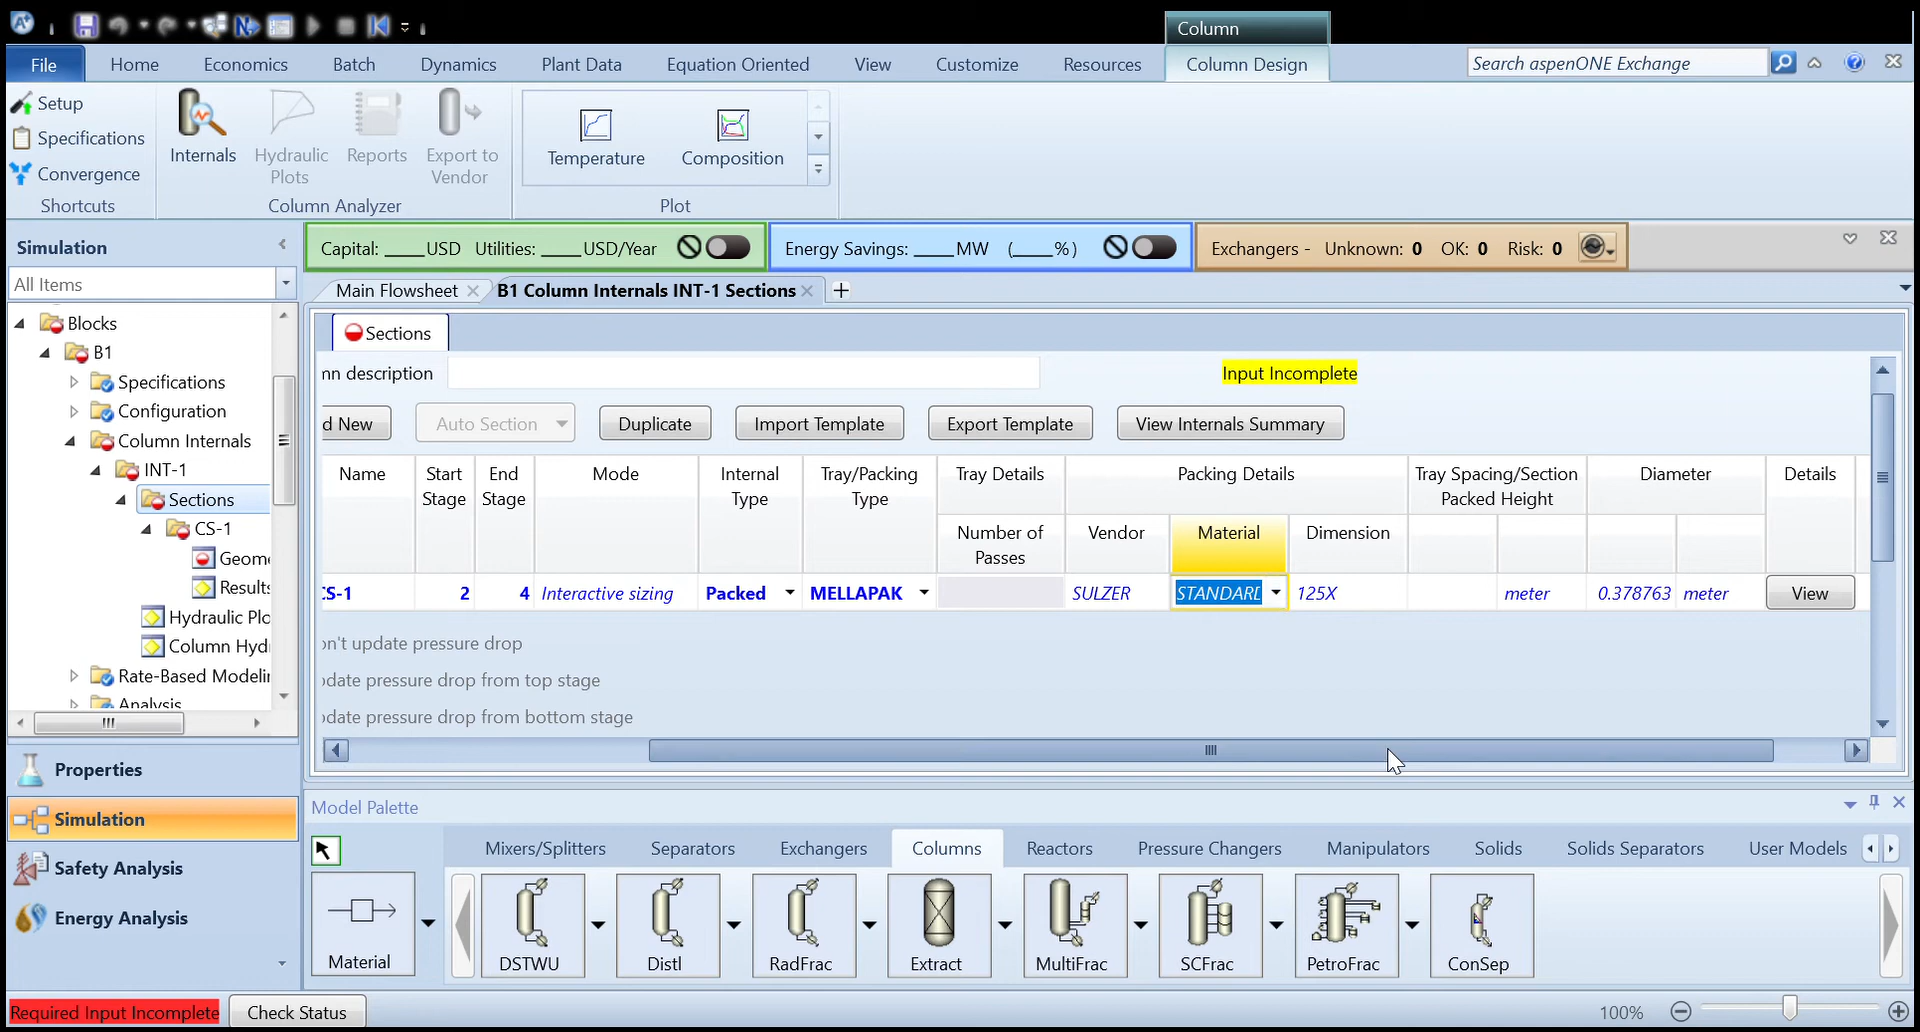 Column
File
Home
Economics
Batch
Dynamics
Plant Data
Equation Oriented
View
Customize
Resources
Column Design
Search aspenONE Exchange
Setup
Specifications
Convergence
Shortcuts
Internals
Hydraulic
Plots
Reports
Export to
Vendor
Column Analyzer
Temperature
Composition
Plot
Simulation
Capital: ____USD Utilities: ____USD/Year
Energy Savings: ____MW (____%)
Exchangers - Unknown: 0 OK: 0 Risk: 0
All Items
Main Flowsheet
B1 Column Internals INT-1 Sections
Blocks
B1
Specifications
Configuration
Column Internals
INT-1
Sections
CS-1
Geome
Results
Hydraulic Plo
Column Hyd
Rate-Based Modelin
Analysis
Properties
Simulation
Safety Analysis
Energy Analysis
Sections
mn description
Input Incomplete
d New
Auto Section
Duplicate
Import Template
Export Template
View Internals Summary
Name
Start
Stage
End
Stage
Mode
Internal
Type
Tray/Packing
Type
Tray Details
Packing Details
Tray Spacing/Section
Packed Height
Diameter
Details
Number of
Passes
Vendor
Material
Dimension
CS-1
2
4
Interactive sizing
Packed
MELLAPAK
SULZER
STANDARD
125X
meter
0.378763
meter
View
on't update pressure drop
pdate pressure drop from top stage
pdate pressure drop from bottom stage
Model Palette
Mixers/Splitters
Separators
Exchangers
Columns
Reactors
Pressure Changers
Manipulators
Solids
Solids Separators
User Models
Material
DSTWU
Distl
RadFrac
Extract
MultiFrac
SCFrac
PetroFrac
ConSep
Required Input Incomplete
Check Status
100%